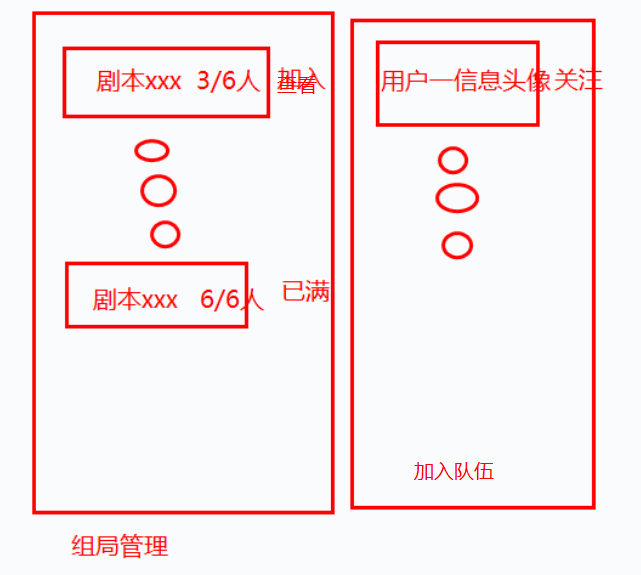 剧本xxx 3/6人 加入
查看
剧本xxx 6/6人 已满
组局管理
用户一信息头像 关注
加入队伍